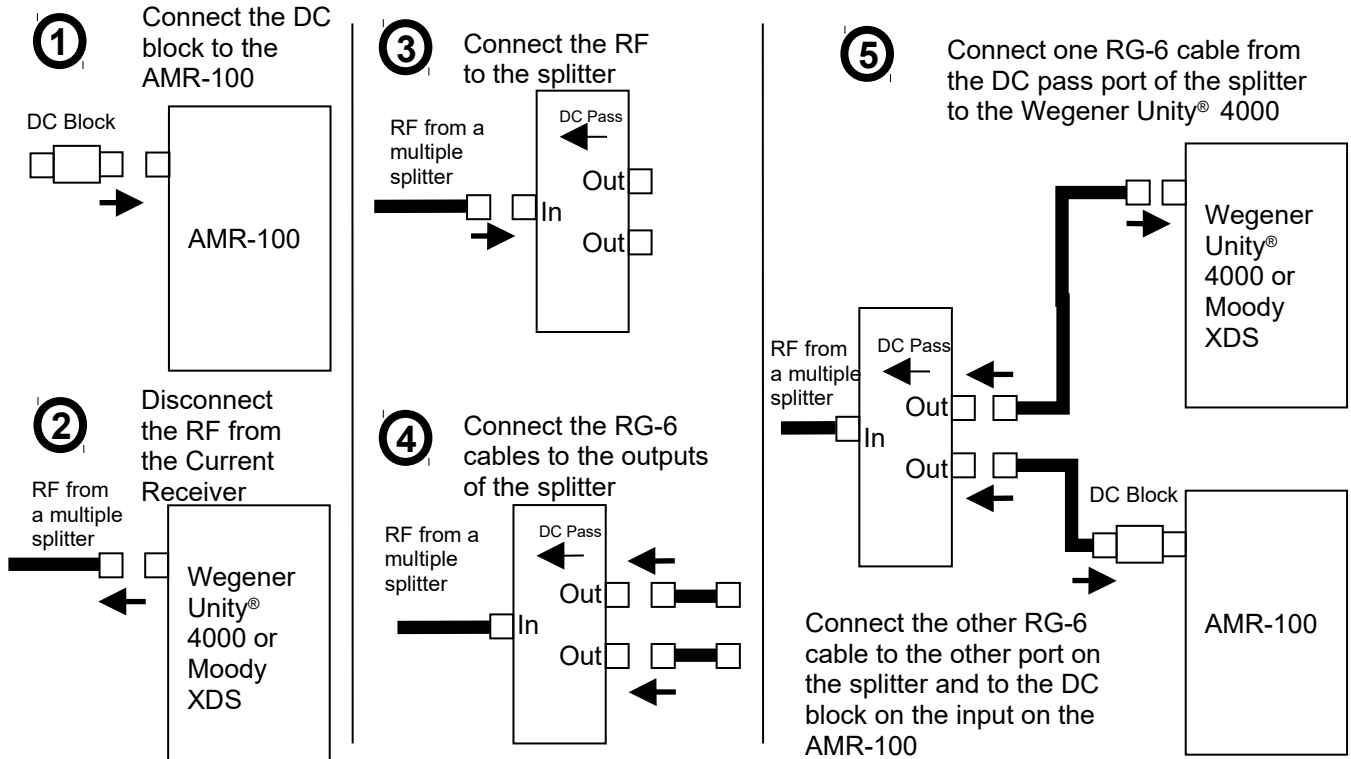 1
Connect the DC
block to the
AMR-100
DC Block
AMR-100
2
Disconnect
the RF from
the Current
Receiver
RF from
a multiple
splitter
Wegener
Unity®
4000 or
Moody
XDS
3
Connect the RF
to the splitter
RF from a
multiple
splitter
DC Pass
Out
In
Out
4
Connect the RG-6
cables to the outputs
of the splitter
RF from a
multiple
splitter
DC Pass
Out
In
Out
5
Connect one RG-6 cable from
the DC pass port of the splitter
to the Wegener Unity® 4000
Wegener
Unity®
4000 or
Moody
XDS
RF from
a multiple
splitter
DC Pass
Out
In
Out
DC Block
AMR-100
Connect the other RG-6
cable to the other port on
the splitter and to the DC
block on the input on the
AMR-100